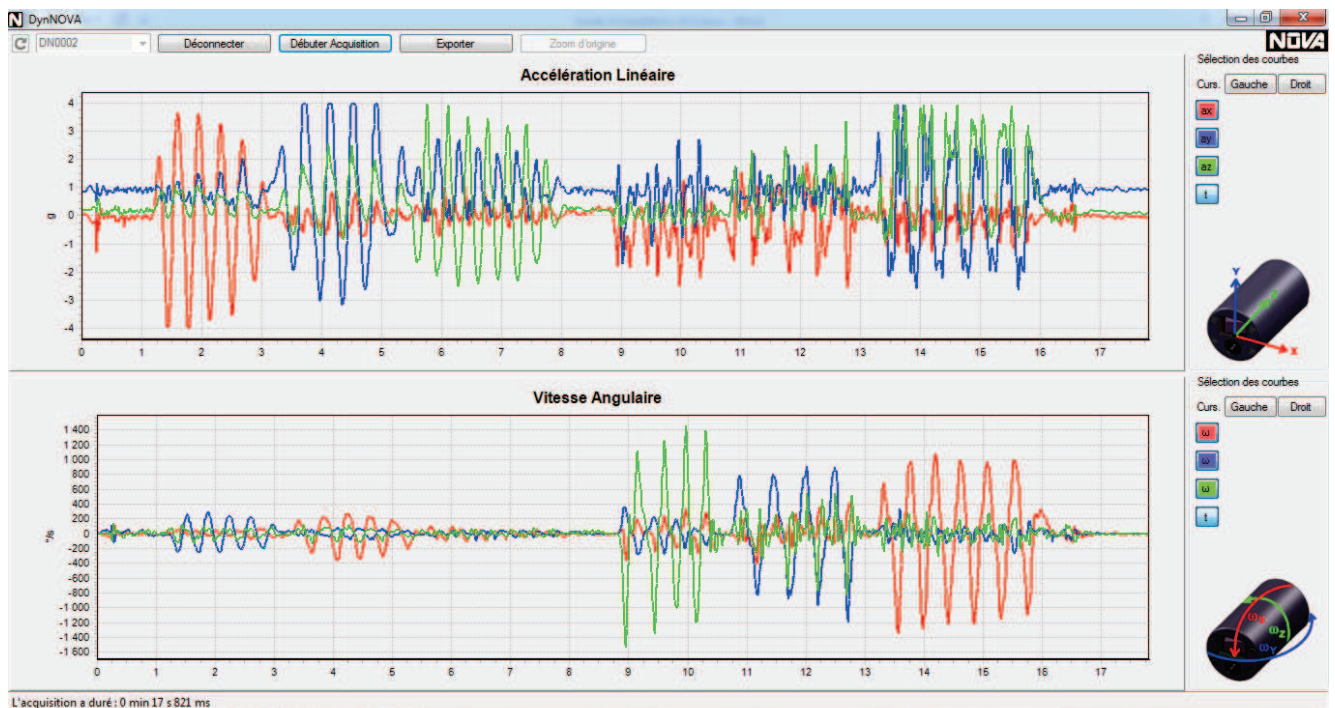 DynNOVA
DN0002 Déconnecter Débuter Acquisition Exporter Zoom d'origine
NOVA
Accélération Linéaire
Sélection des courbes
Curs. Gauche Droit
ax
ay
az
t
4
3
2
1
0
-1
-2
-3
-4
g
0 1 2 3 4 5 6 7 8 9 10 11 12 13 14 15 16 17
Y
X
Vitesse Angulaire
Sélection des courbes
Curs. Gauche Droit
ω
ω
ω
t
1 400
1 200
1 000
800
600
400
200
0
-200
-400
-600
-800
-1 000
-1 200
-1 400
-1 600
°/s
0 1 2 3 4 5 6 7 8 9 10 11 12 13 14 15 16 17
ωx
ωz
ωY
L'acquisition a duré : 0 min 17 s 821 ms